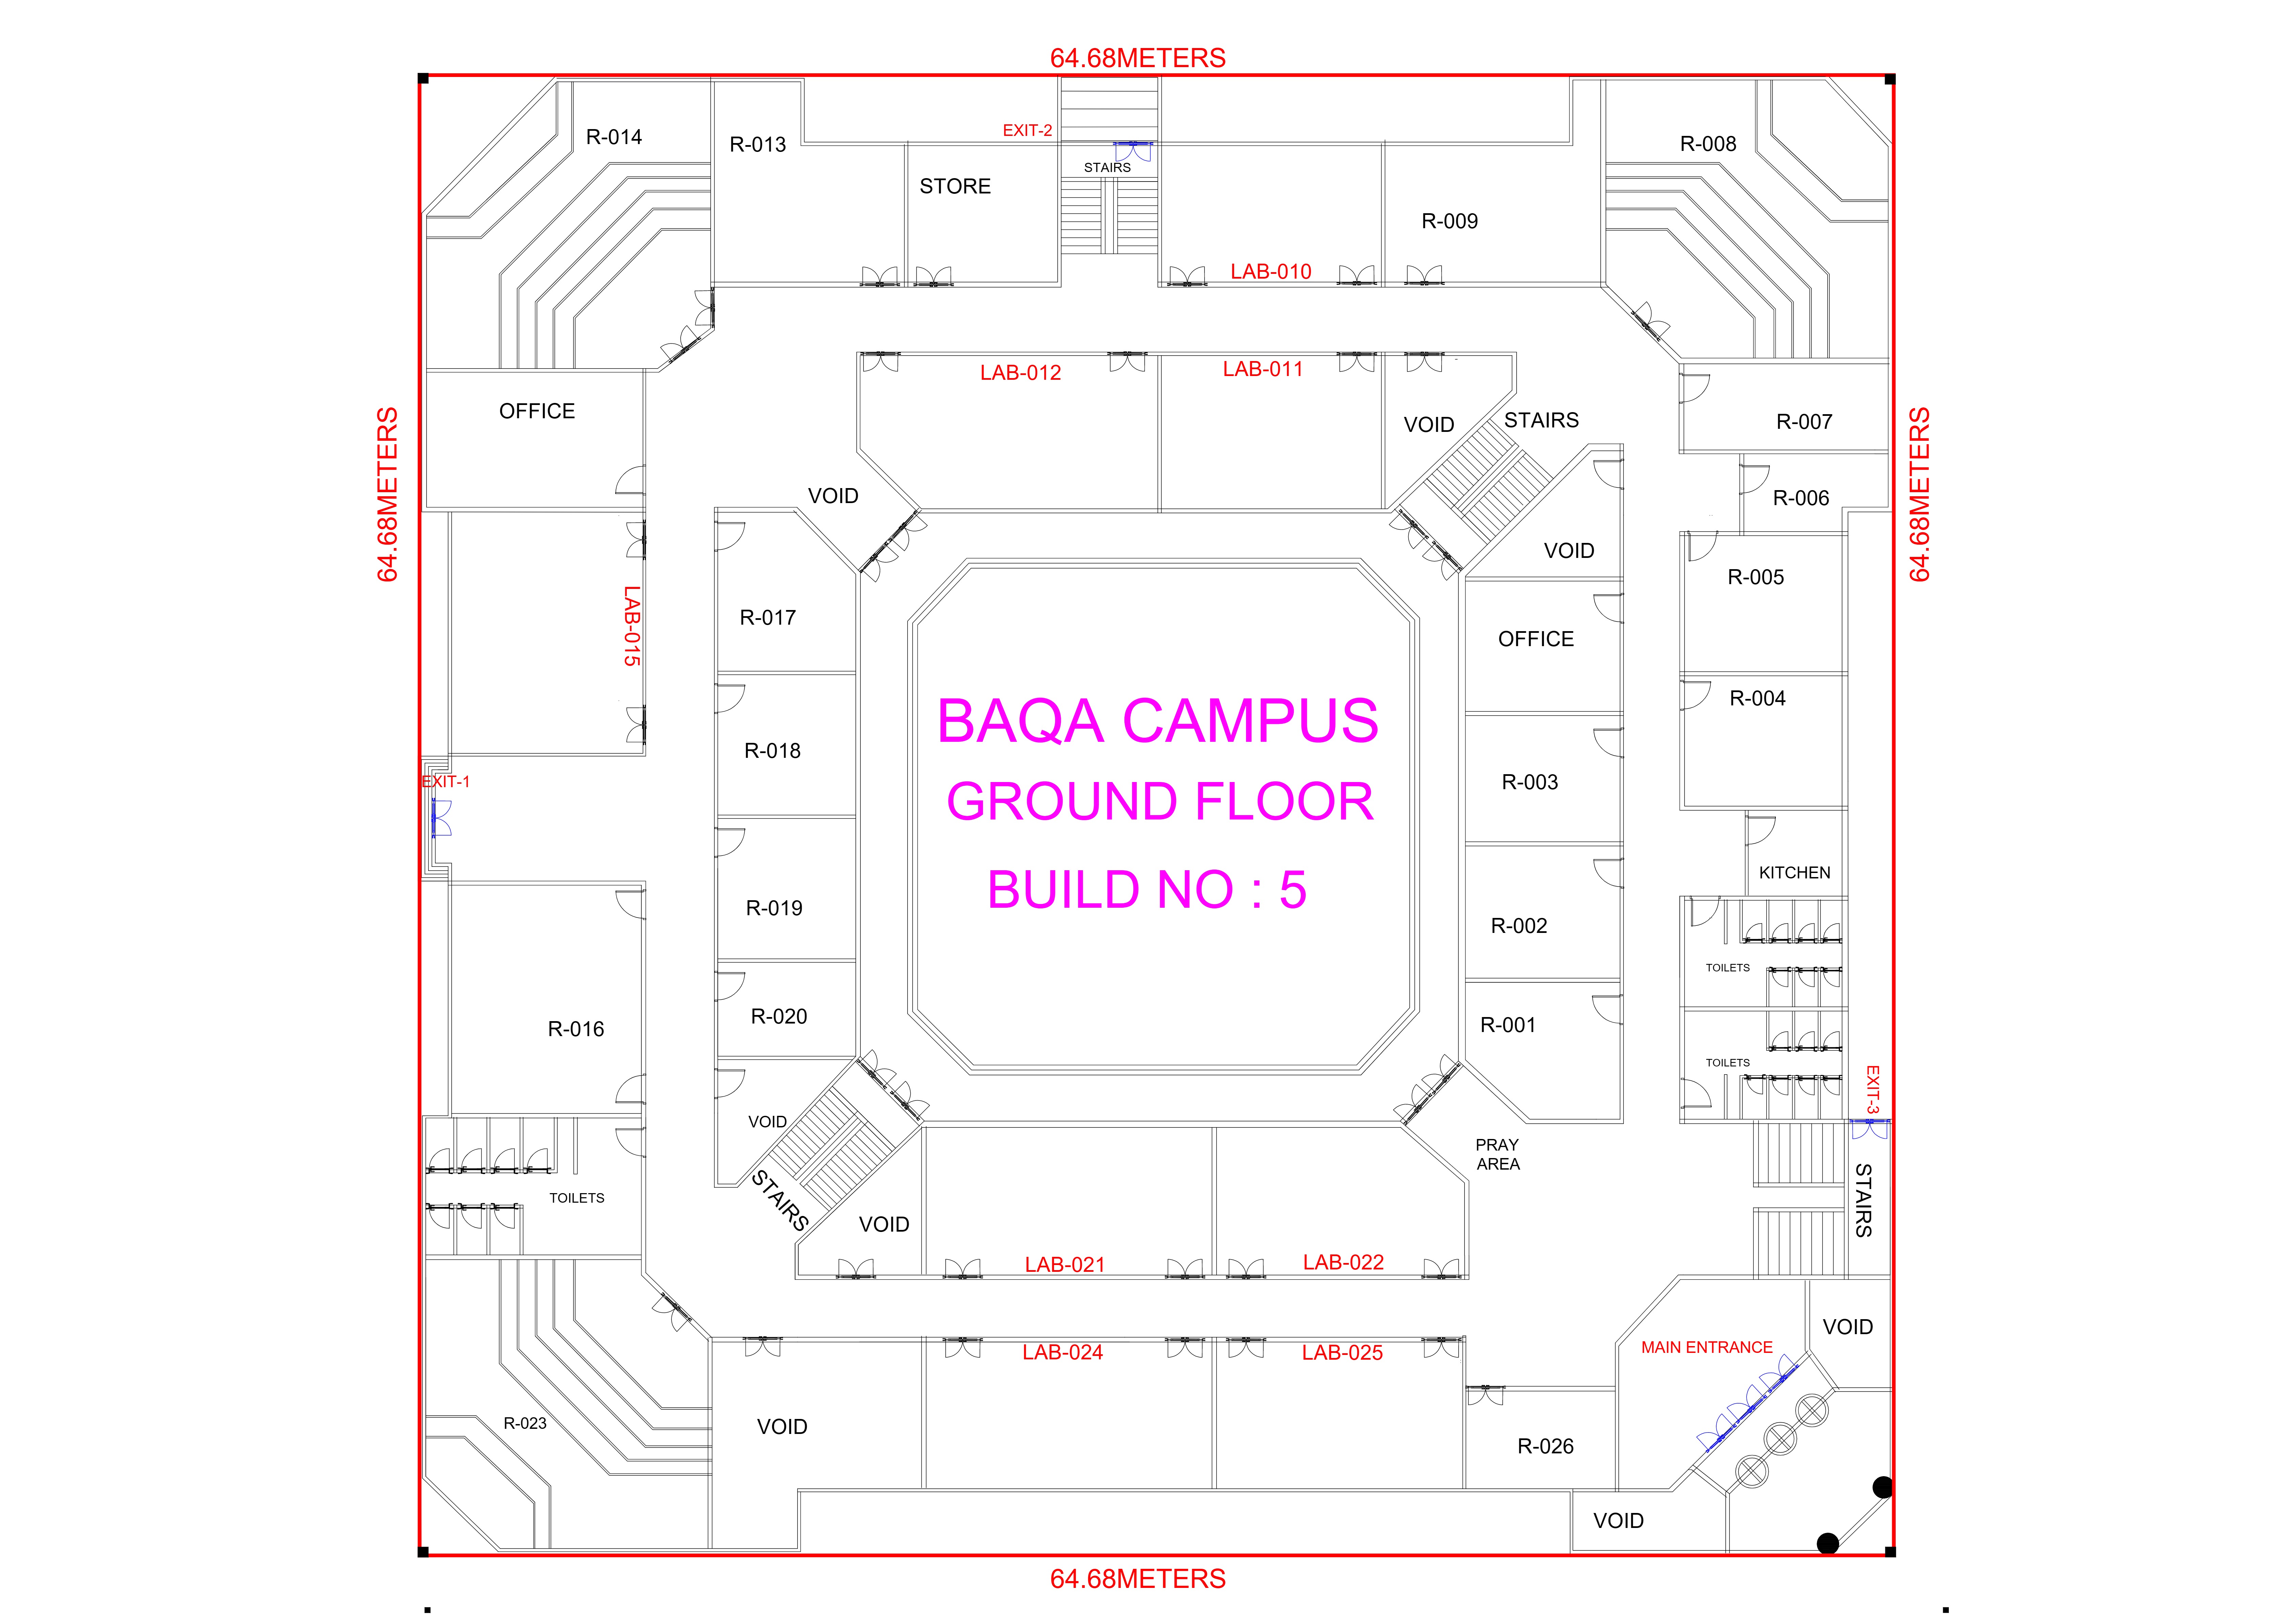 64.68METERS
R-014
R-013
EXIT-2
STAIRS
STORE
R-008
R-009
LAB-010
LAB-012
LAB-011
OFFICE
VOID
STAIRS
R-007
64.68METERS
64.68METERS
VOID
R-006
VOID
R-005
LAB-015
R-017
OFFICE
R-004
BAQA CAMPUS
R-018
EXIT-1
R-003
GROUND FLOOR
KITCHEN
BUILD NO : 5
R-019
R-002
TOILETS
R-016
R-020
R-001
TOILETS
EXIT-3
VOID
PRAY
AREA
TOILETS
STAIRS
VOID
STAIRS
LAB-021
LAB-022
VOID
MAIN ENTRANCE
LAB-024
LAB-025
R-023
VOID
R-026
VOID
64.68METERS